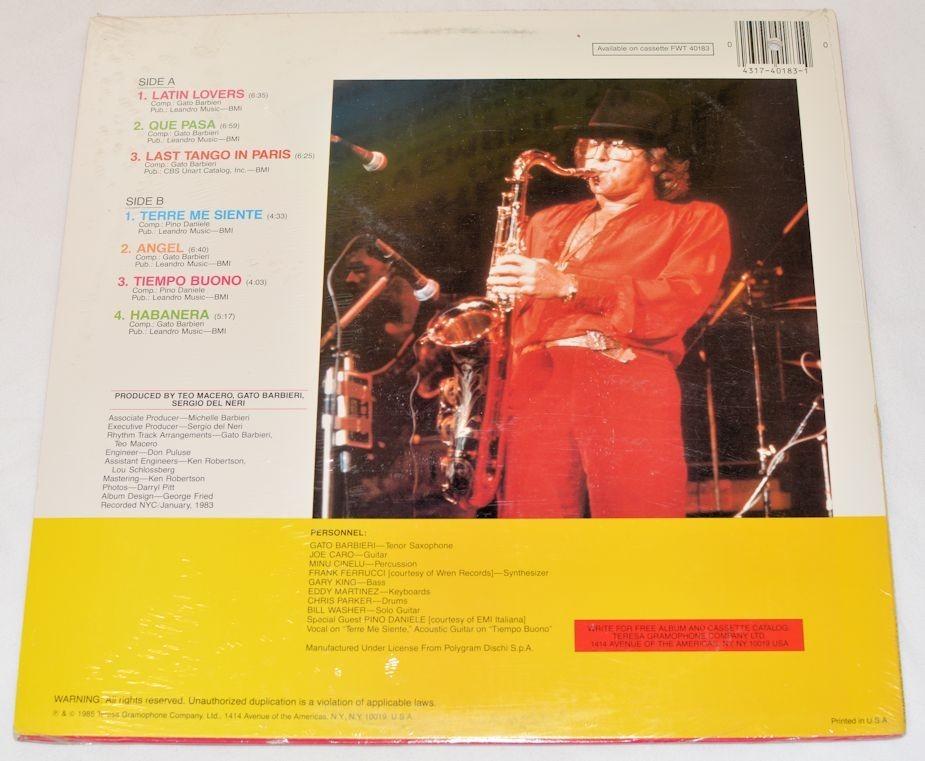 Available on cassette FWT 40183
D
0
4317-40183-1
SIDE A
1. LATIN LOVERS (6:35)
Comp.: Gato Barbieri
Pub.: Leandro Music—BMI
2. QUE PASA (6:59)
Comp.: Gato Barbieri
Pub.: Leandro Music—BMI
3. LAST TANGO IN PARIS (6:25)
Comp.: Gato Barbieri
Pub.: CBS Unart Catalog, Inc.—BMI
SIDE B
1. TERRE ME SIENTE (4:33)
Comp.: Pino Daniele
Pub.: Leandro Music—BMI
2. ANGEL (6:40)
Comp.: Gato Barbieri
Pub.: Leandro Music—BMI
3. TIEMPO BUONO (4:03)
Comp.: Pino Daniele
Pub.: Leandro Music—BMI
4. HABANERA (5:17)
Comp.: Gato Barbieri
Pub.: Leandro Music—BMI
PRODUCED BY TEO MACERO, GATO BARBIERI,
SERGIO DEL NERI
Associate Producer—Michelle Barbieri
Executive Producer—Sergio del Neri
Rhythm Track Arrangements—Gato Barbieri,
Teo Macero
Engineer—Don Puluse
Assistant Engineers—Ken Robertson,
Lou Schlossberg
Mastering—Ken Robertson
Photos—Darryl Pitt
Album Design—George Fried
Recorded NYC/January, 1983
PERSONNEL:
GATO BARBIERI—Tenor Saxophone
JOE CARO—Guitar
MINU CINELU—Percussion
FRANK FERRUCCI [courtesy of Wren Records]—Synthesizer
GARY KING—Bass
EDDY MARTINEZ—Keyboards
CHRIS PARKER—Drums
BILL WASHER—Solo Guitar
Special Guest PINO DANIELE [courtesy of EMI Italiana]
Vocal on "Terre Me Siente," Acoustic Guitar on "Tiempo Buono"
Manufactured Under License From Polygram Dischi S.p.A.
WRITE FOR FREE ALBUM AND CASSETTE CATALOG:
TERESA GRAMOPHONE COMPANY LTD.
1414 AVENUE OF THE AMERICAS, NY NY 10019 USA
WARNING: All rights reserved. Unauthorized duplication is a violation of applicable laws.
℗ & © 1985 Teresa Gramophone Company, Ltd., 1414 Avenue of the Americas, N.Y., N.Y. 10019, U.S.A.
Printed in U.S.A.